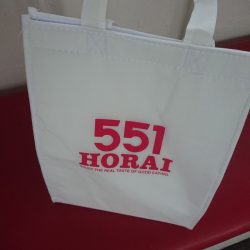 551
HORAI
THE REAL TASTE OF GOOD EATING